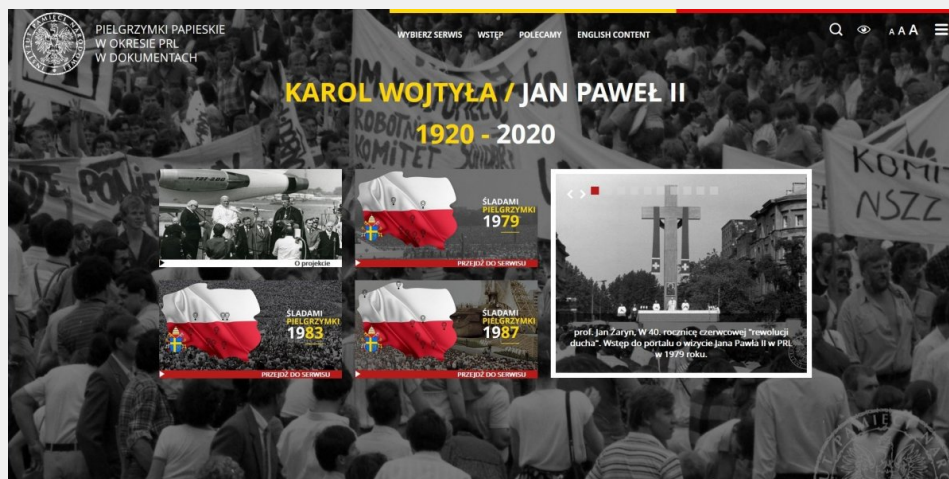 PIELGRZYMKI PAPIESKIE
W OKRESIE PRL
W DOKUMENTACH
WYBIERZ SERWIS WSTĘP POLECAMY ENGLISH CONTENT
A A A
KAROL WOJTYŁA / JAN PAWEŁ II
1920 - 2020
O projekcie
ŚLADAMI
PIELGRZYMKI
1979
PRZEJDŹ DO SERWISU
ŚLADAMI
PIELGRZYMKI
1983
PRZEJDŹ DO SERWISU
ŚLADAMI
PIELGRZYMKI
1987
PRZEJDŹ DO SERWISU
prof. Jan Żaryn, W 40. rocznicę czerwcowej "rewolucji
ducha". Wstęp do portalu o wizycie Jana Pawła II w PRL
w 1979 roku.
ROBOTN
KOMITET
NSZZ